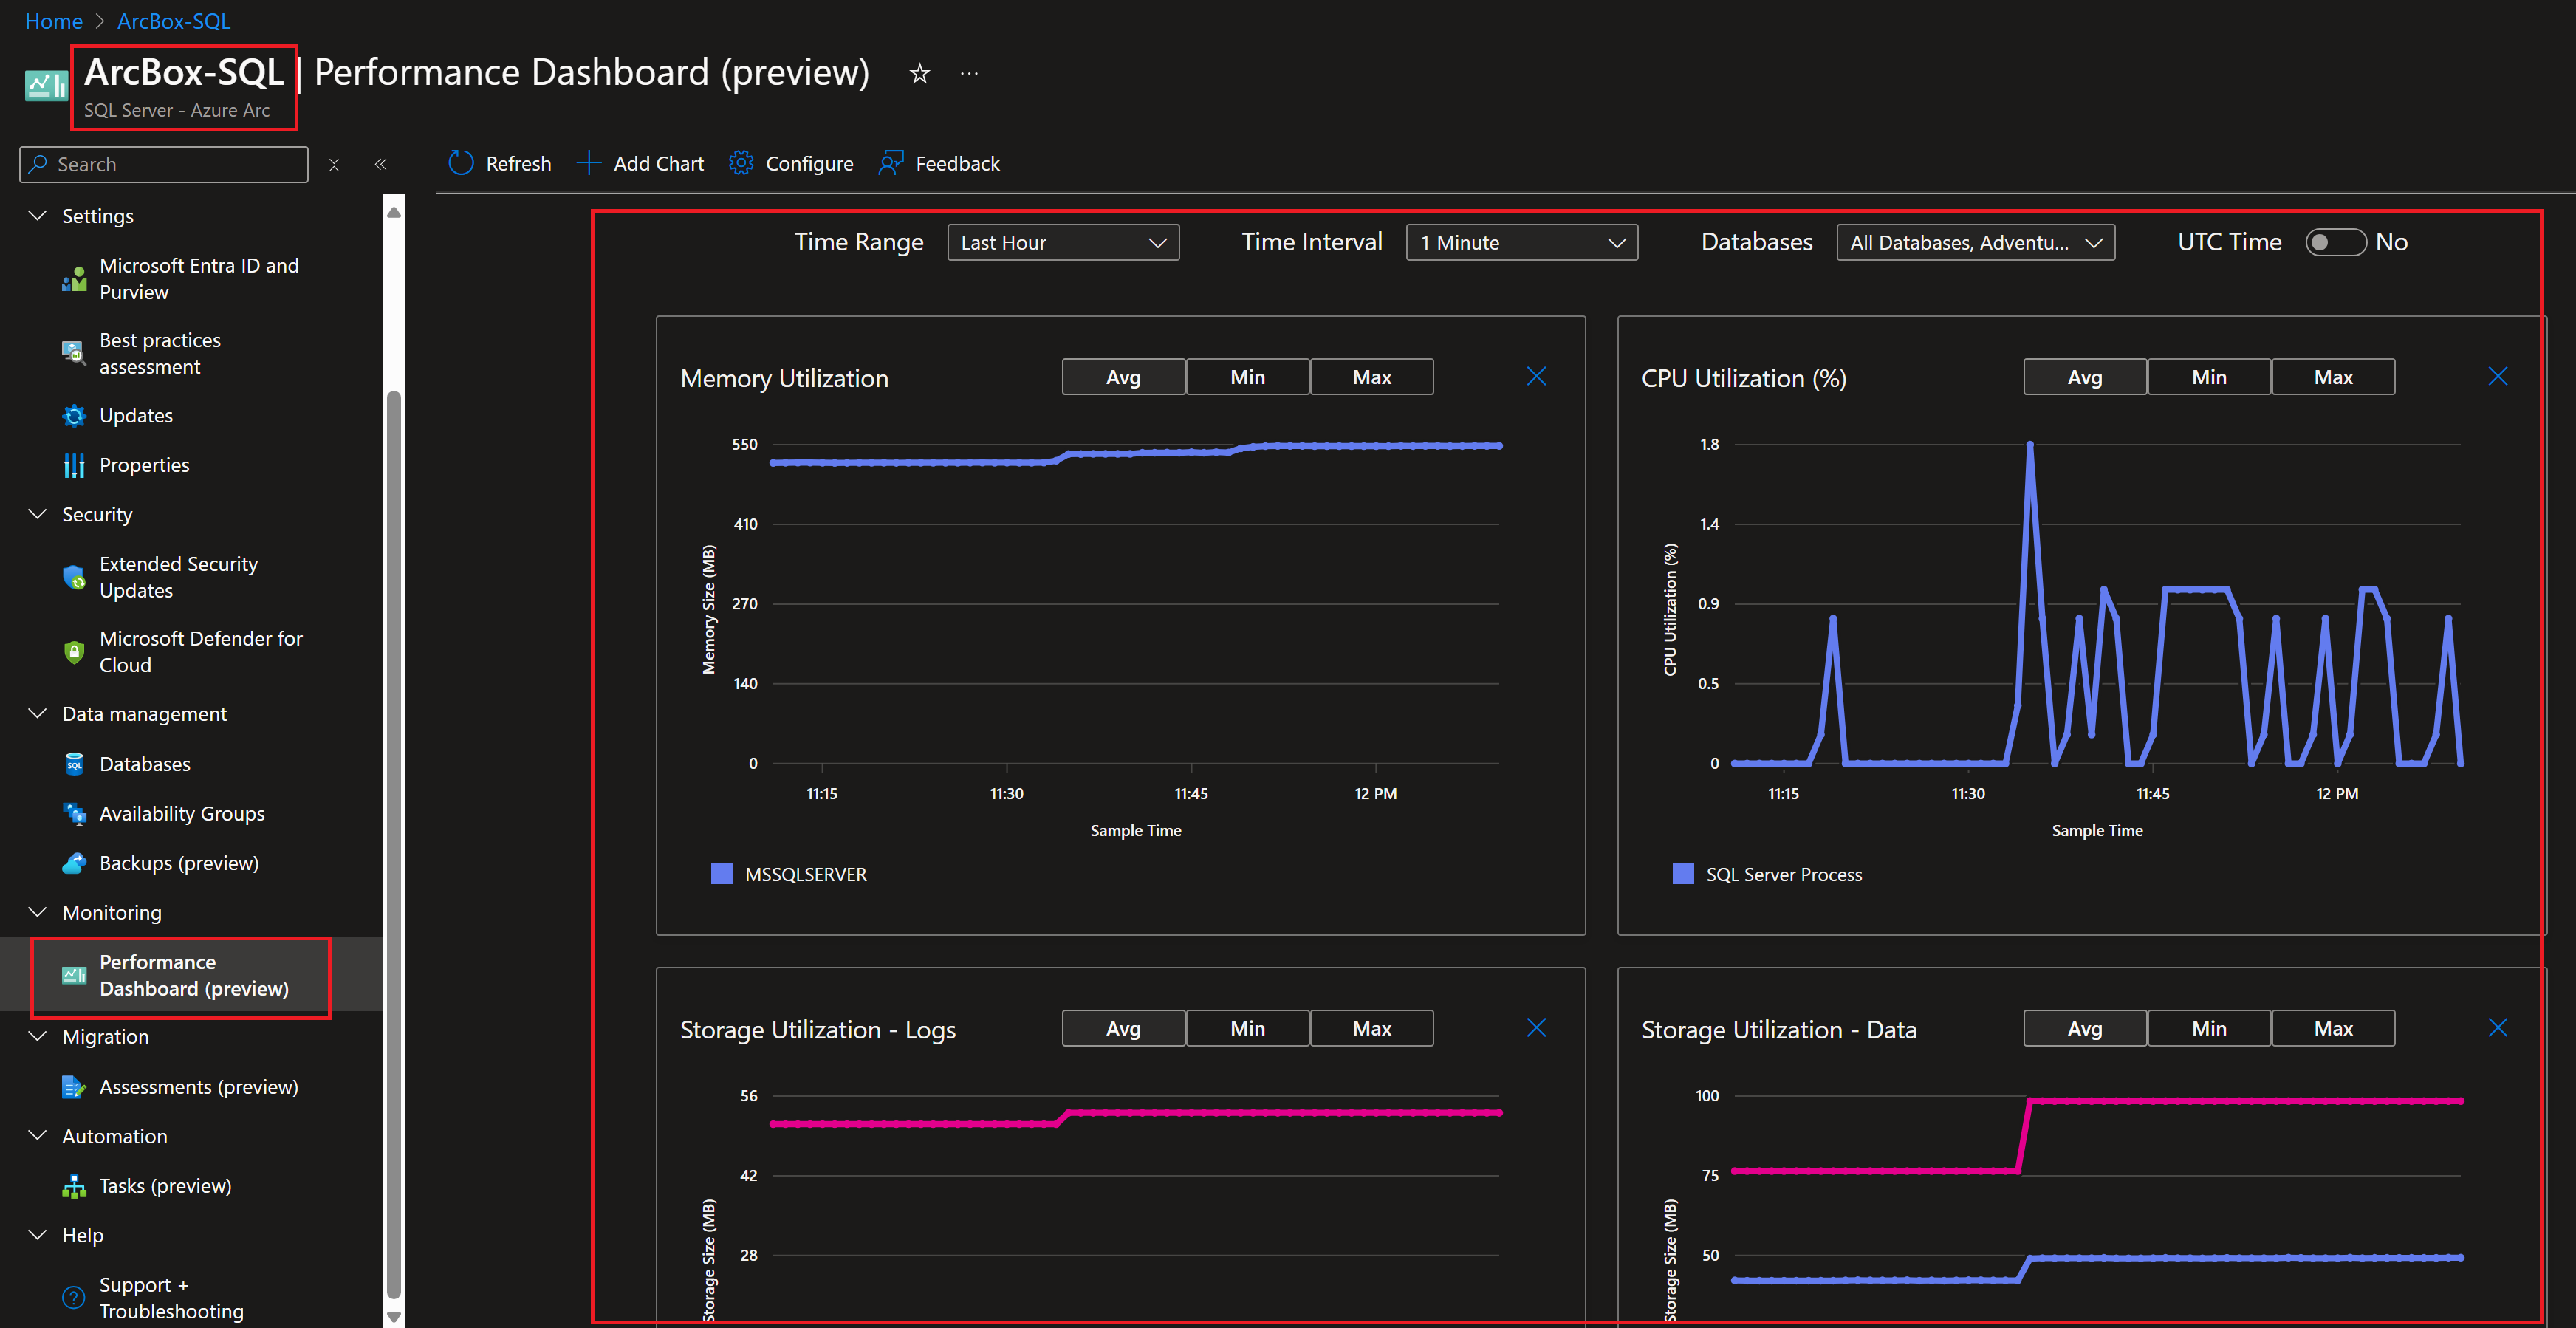 Home > ArcBox-SQL
ArcBox-SQL | Performance Dashboard (preview)
SQL Server - Azure Arc
Search
Refresh
Add Chart
Configure
Feedback
Settings
Microsoft Entra ID and
Purview
Best practices
assessment
Updates
Properties
Security
Extended Security
Updates
Microsoft Defender for
Cloud
Data management
SQL
Databases
Availability Groups
Backups (preview)
Monitoring
Performance
Dashboard (preview)
Migration
Assessments (preview)
Automation
Tasks (preview)
Help
Support +
Troubleshooting
Time Range
Last Hour
Time Interval
1 Minute
Databases
All Databases, Adventu...
UTC Time
No
Memory Utilization
Avg
Min
Max
550
410
270
140
0
Memory Size (MB)
11:15
11:30
11:45
12 PM
Sample Time
MSSQLSERVER
CPU Utilization (%)
Avg
Min
Max
1.8
1.4
0.9
0.5
0
CPU Utilization (%)
11:15
11:30
11:45
12 PM
Sample Time
SQL Server Process
Storage Utilization - Logs
Avg
Min
Max
56
42
28
Storage Size (MB)
Storage Utilization - Data
Avg
Min
Max
100
75
50
Storage Size (MB)